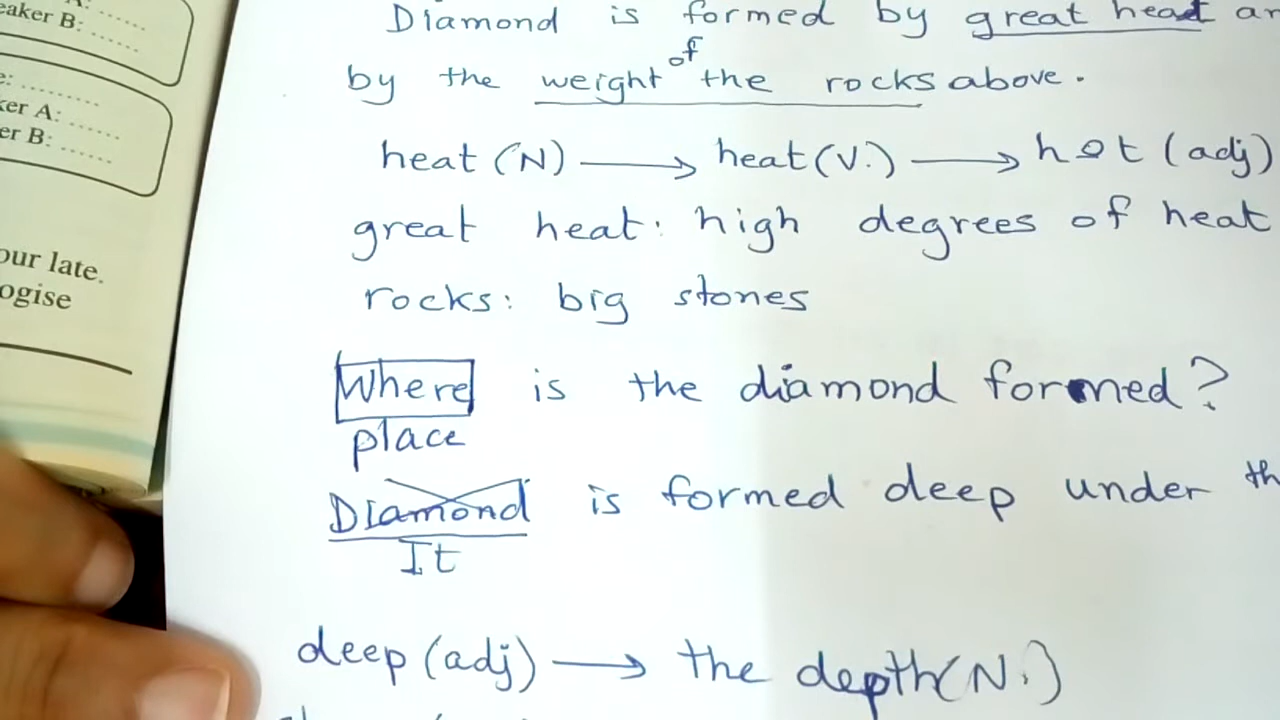 eaker B: ......
e: ............
ker A: ......
er B: ......
our late.
ogise
Diamond is formed by great heat
by the weight of the rocks above.
heat (N) → heat (V.) → hot (adj)
great heat: high degrees of heat
rocks: big stones
Where is the diamond formed?
place
Diamond is formed deep under th
It
deep (adj) → the depth (N.)